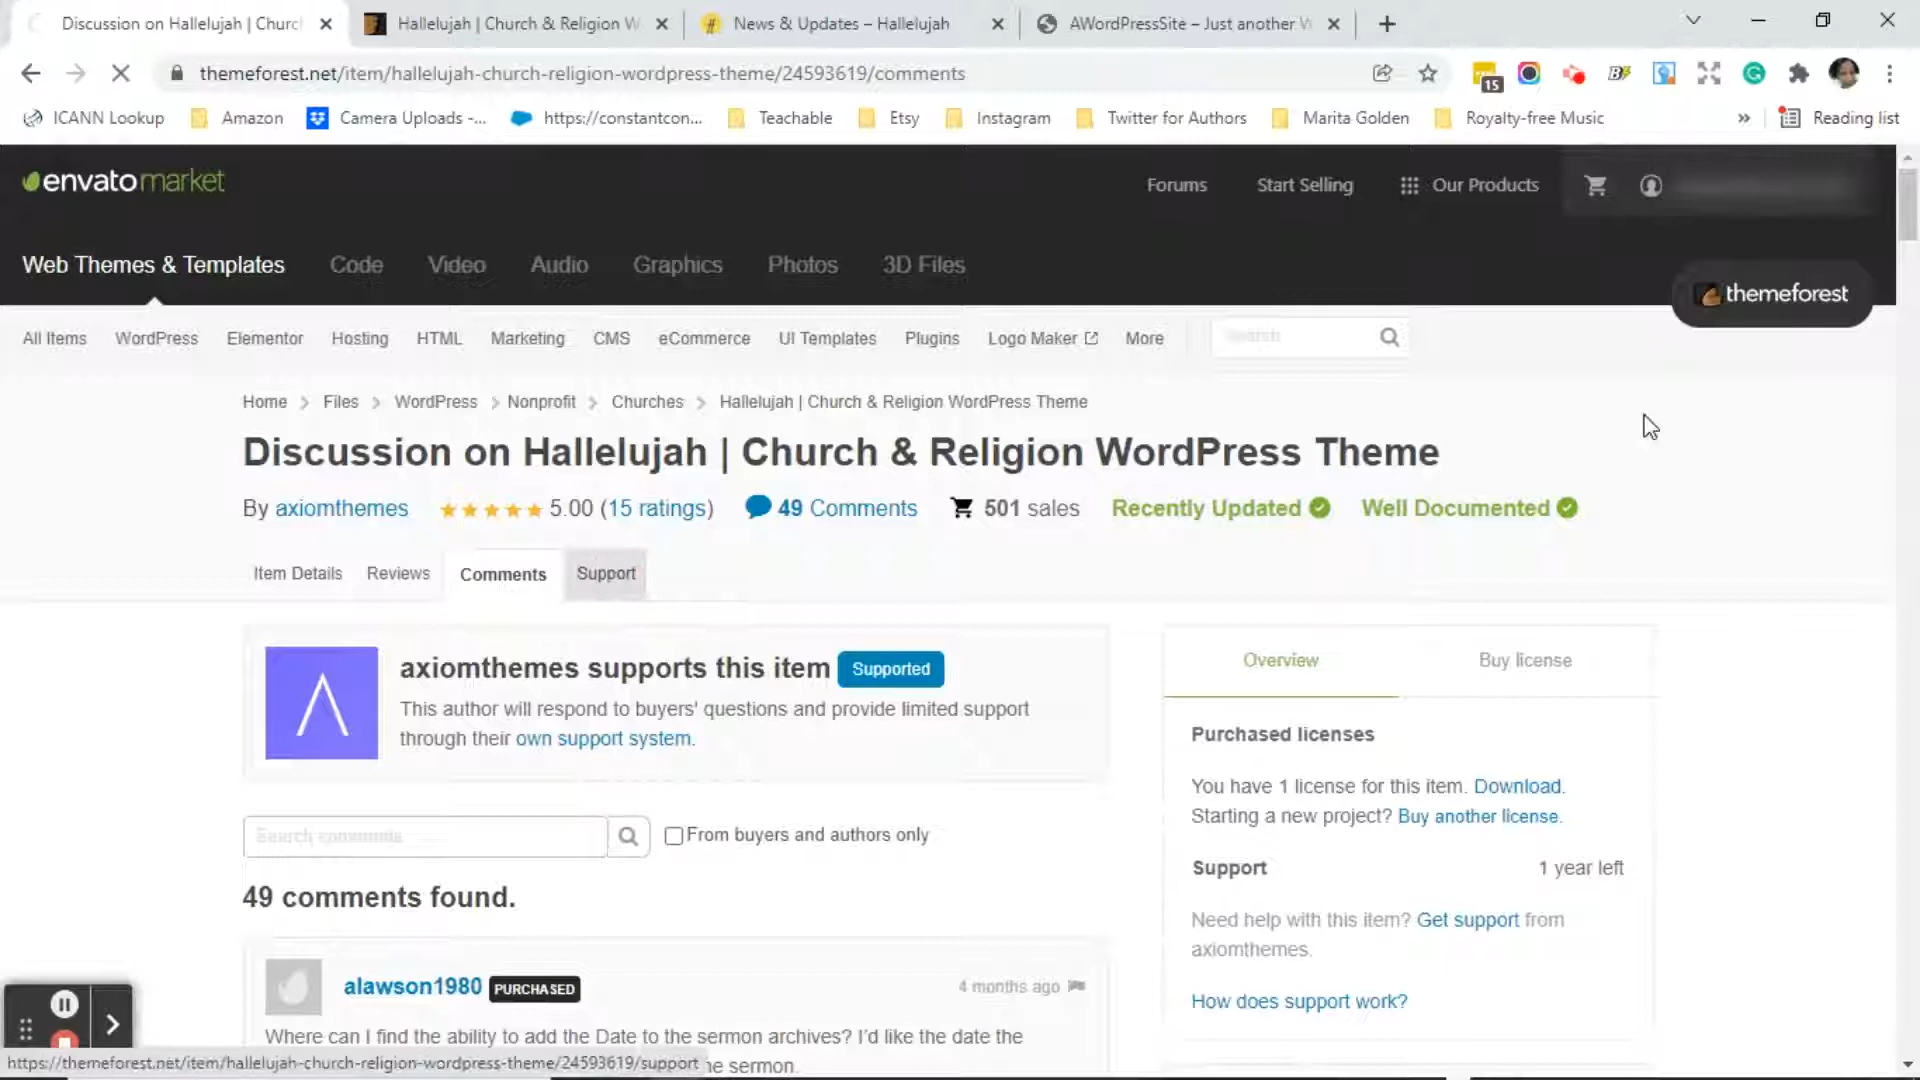 Discussion on Hallelujah | Churc
Hallelujah | Church & Religion W
News & Updates – Hallelujah
AWordPressSite – Just another W
themeforest.net/item/hallelujah-church-religion-wordpress-theme/24593619/comments
15
ICANN Lookup
Amazon
Camera Uploads -...
https://constantcon...
Teachable
Etsy
Instagram
Twitter for Authors
Marita Golden
Royalty-free Music
»
Reading list
envatomarket
Forums
Start Selling
Our Products
Web Themes & Templates
Code
Video
Audio
Graphics
Photos
3D Files
themeforest
All Items
WordPress
Elementor
Hosting
HTML
Marketing
CMS
eCommerce
UI Templates
Plugins
Logo Maker
More
Search
Home > Files > WordPress > Nonprofit > Churches > Hallelujah | Church & Religion WordPress Theme
Discussion on Hallelujah | Church & Religion WordPress Theme
By axiomthemes
5.00 (15 ratings)
49 Comments
501 sales
Recently Updated
Well Documented
Item Details
Reviews
Comments
Support
axiomthemes supports this item
Supported
This author will respond to buyers' questions and provide limited support
through their own support system.
Search comments
From buyers and authors only
49 comments found.
alawson1980
PURCHASED
4 months ago
Where can I find the ability to add the Date to the sermon archives? I'd like the date the
he sermon.
Overview
Buy license
Purchased licenses
You have 1 license for this item. Download.
Starting a new project? Buy another license.
Support
1 year left
Need help with this item? Get support from
axiomthemes.
How does support work?
https://themeforest.net/item/hallelujah-church-religion-wordpress-theme/24593619/support